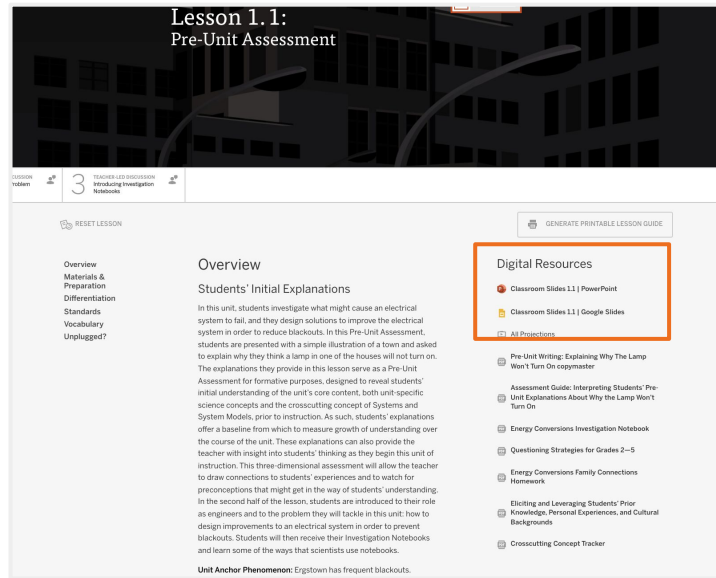 Lesson 1.1:
Pre-Unit Assessment
CUSSION
roblem
3
TEACHER-LED DISCUSSION
Introducing Investigation
Notebooks
RESET LESSON
GENERATE PRINTABLE LESSON GUIDE
Overview
Materials &
Preparation
Differentiation
Standards
Vocabulary
Unplugged?
Overview
Students' Initial Explanations
In this unit, students investigate what might cause an electrical
system to fail, and they design solutions to improve the electrical
system in order to reduce blackouts. In this Pre-Unit Assessment,
students are presented with a simple illustration of a town and asked
to explain why they think a lamp in one of the houses will not turn on.
The explanations they provide in this lesson serve as a Pre-Unit
Assessment for formative purposes, designed to reveal students'
initial understanding of the unit's core content, both unit-specific
science concepts and the crosscutting concept of Systems and
System Models, prior to instruction. As such, students' explanations
offer a baseline from which to measure growth of understanding over
the course of the unit. These explanations can also provide the
teacher with insight into students' thinking as they begin this unit of
instruction. This three-dimensional assessment will allow the teacher
to draw connections to students' experiences and to watch for
preconceptions that might get in the way of students' understanding.
In the second half of the lesson, students are introduced to their role
as engineers and to the problem they will tackle in this unit: how to
design improvements to an electrical system in order to prevent
blackouts. Students will then receive their Investigation Notebooks
and learn some of the ways that scientists use notebooks.
Unit Anchor Phenomenon: Ergstown has frequent blackouts.
Digital Resources
Classroom Slides 1.1 | PowerPoint
Classroom Slides 1.1 | Google Slides
All Projections
Pre-Unit Writing: Explaining Why The Lamp
Won't Turn On copymaster
Assessment Guide: Interpreting Students' Pre-
Unit Explanations About Why the Lamp Won't
Turn On
Energy Conversions Investigation Notebook
Questioning Strategies for Grades 2—5
Energy Conversions Family Connections
Homework
Eliciting and Leveraging Students' Prior
Knowledge, Personal Experiences, and Cultural
Backgrounds
Crosscutting Concept Tracker